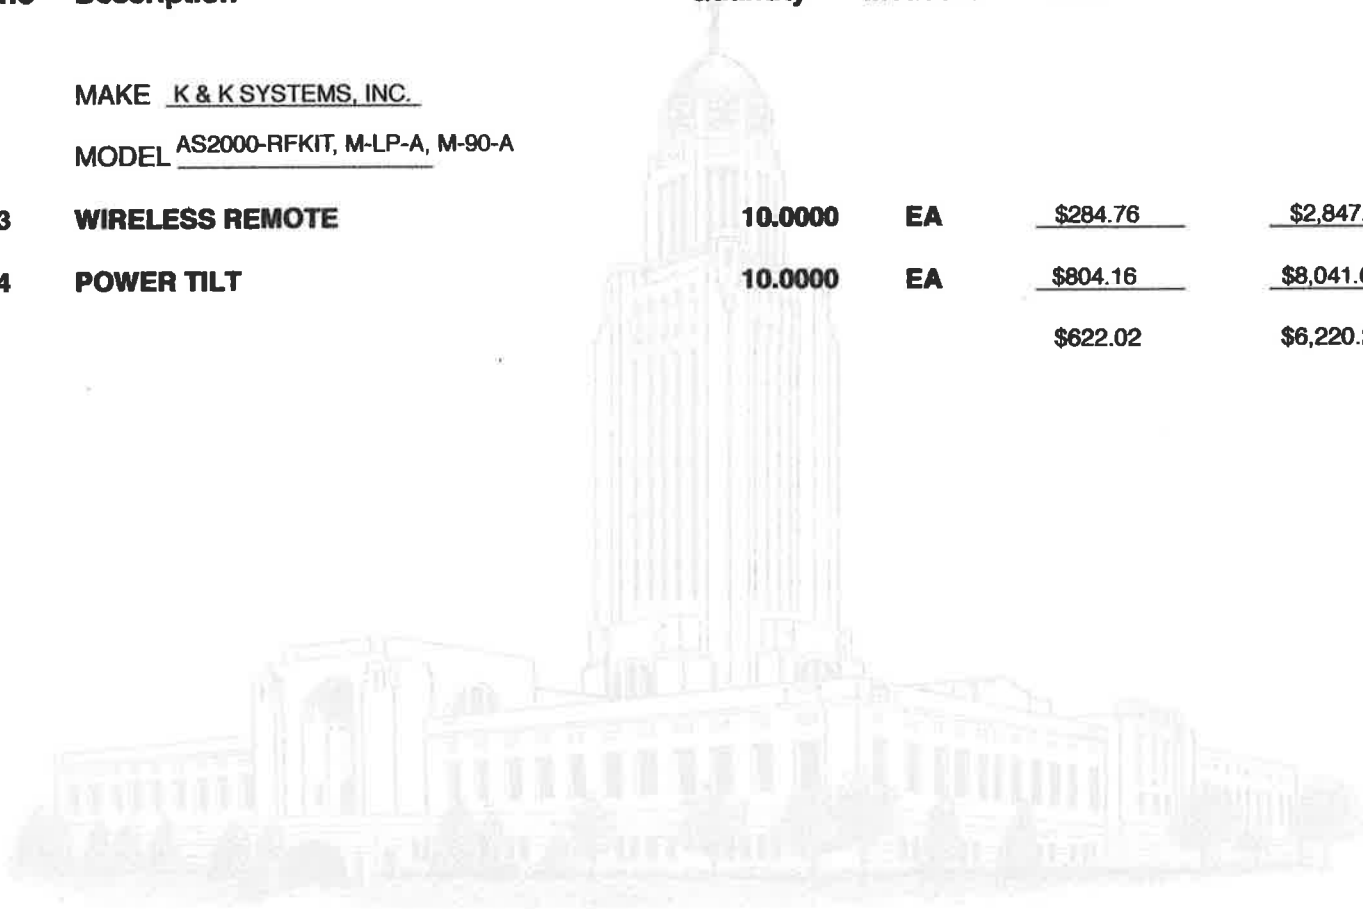 Description
MAKE K & K SYSTEMS, INC.
MODEL AS2000-RFKIT, M-LP-A, M-90-A
3 WIRELESS REMOTE 10.0000 EA $284.76 $2,847.
4 POWER TILT 10.0000 EA $804.16 $8,041.
$622.02 $6,220.